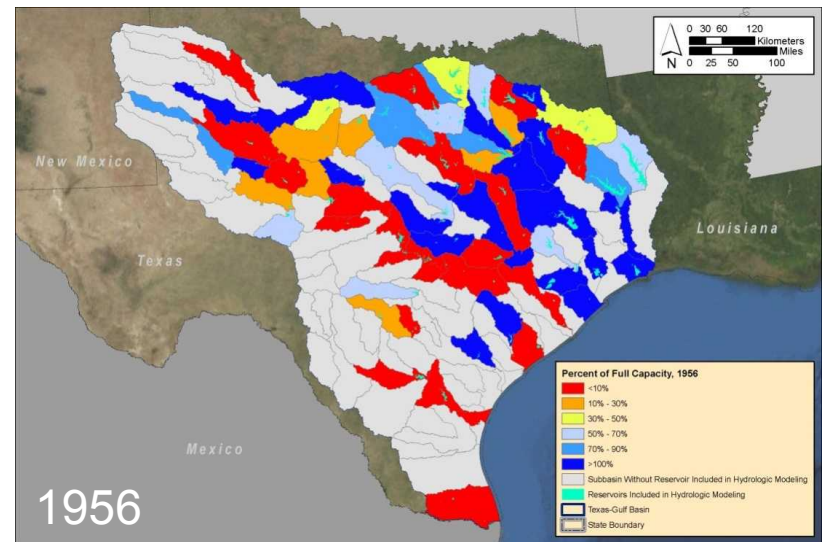 0 30 60 120
Kilometers
Miles
0 25 50 100
N
New Mexico
Texas
Louisiana
Mexico
1956
Percent of Full Capacity, 1956
<10%
10% - 30%
30% - 50%
50% - 70%
70% - 90%
>100%
Subbasin Without Reservoir Included in Hydrologic Modeling
Reservoirs Included in Hydrologic Modeling
Texas-Gulf Basin
State Boundary